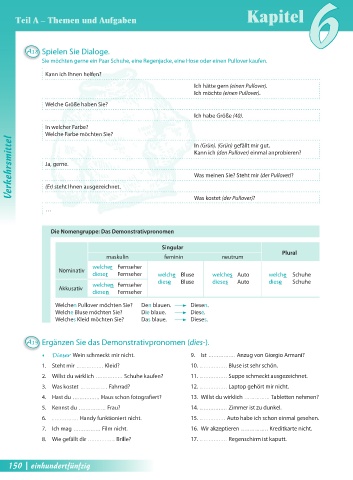 Teil A – Themen und Aufgaben
Kapitel 6
Verkehrsmittel
Spielen Sie Dialoge.
Sie möchten gerne ein Paar Schuhe, eine Regenjacke, eine Hose oder einen Pullover kaufen.
Kann ich Ihnen helfen?
Ich hätte gern (einen Pullover).
Ich möchte (einen Pullover).
Welche Größe haben Sie?
Ich habe Größe (48).
In welcher Farbe?
Welche Farbe möchten Sie?
In (Grün). (Grün) gefällt mir gut.
Kann ich (den Pullover) einmal anprobieren?
Ja, gerne.
Was meinen Sie? Steht mir (der Pullover)?
(Er) steht Ihnen ausgezeichnet.
Was kostet (der Pullover)?
...
Die Nomengruppe: Das Demonstrativpronomen
Singular
Plural
maskulin feminin neutrum
Nominativ
welcher Fernseher
dieser Fernseher
welche Bluse welches Auto welche Schuhe
diese Bluse dieses Auto diese Schuhe
Akkusativ
welchen Fernseher
diesen Fernseher
Welchen Pullover möchten Sie? Den blauen. → Diesen.
Welche Bluse möchten Sie? Die blaue. → Diese.
Welches Kleid möchten Sie? Das blaue. → Dieses.
Ergänzen Sie das Demonstrativpronomen (dies-).
• Dieser Wein schmeckt mir nicht.
1. Steht mir ............... Kleid?
2. Willst du wirklich ............... Schuhe kaufen?
3. Was kostet ............... Fahrrad?
4. Hast du ............... Haus schon fotografiert?
5. Kennst du ............... Frau?
6. ............... Handy funktioniert nicht.
7. Ich mag ............... Film nicht.
8. Wie gefällt dir ............... Brille?
9. Ist ............... Anzug von Giorgio Armani?
10. ............... Bluse ist sehr schön.
11. ............... Suppe schmeckt ausgezeichnet.
12. ............... Laptop gehört mir nicht.
13. Willst du wirklich ............... Tabletten nehmen?
14. ............... Zimmer ist zu dunkel.
15. ............... Auto habe ich schon einmal gesehen.
16. Wir akzeptieren ............... Kreditkarte nicht.
17. ............... Regenschirm ist kaputt.
150 | einhundertfünfzig